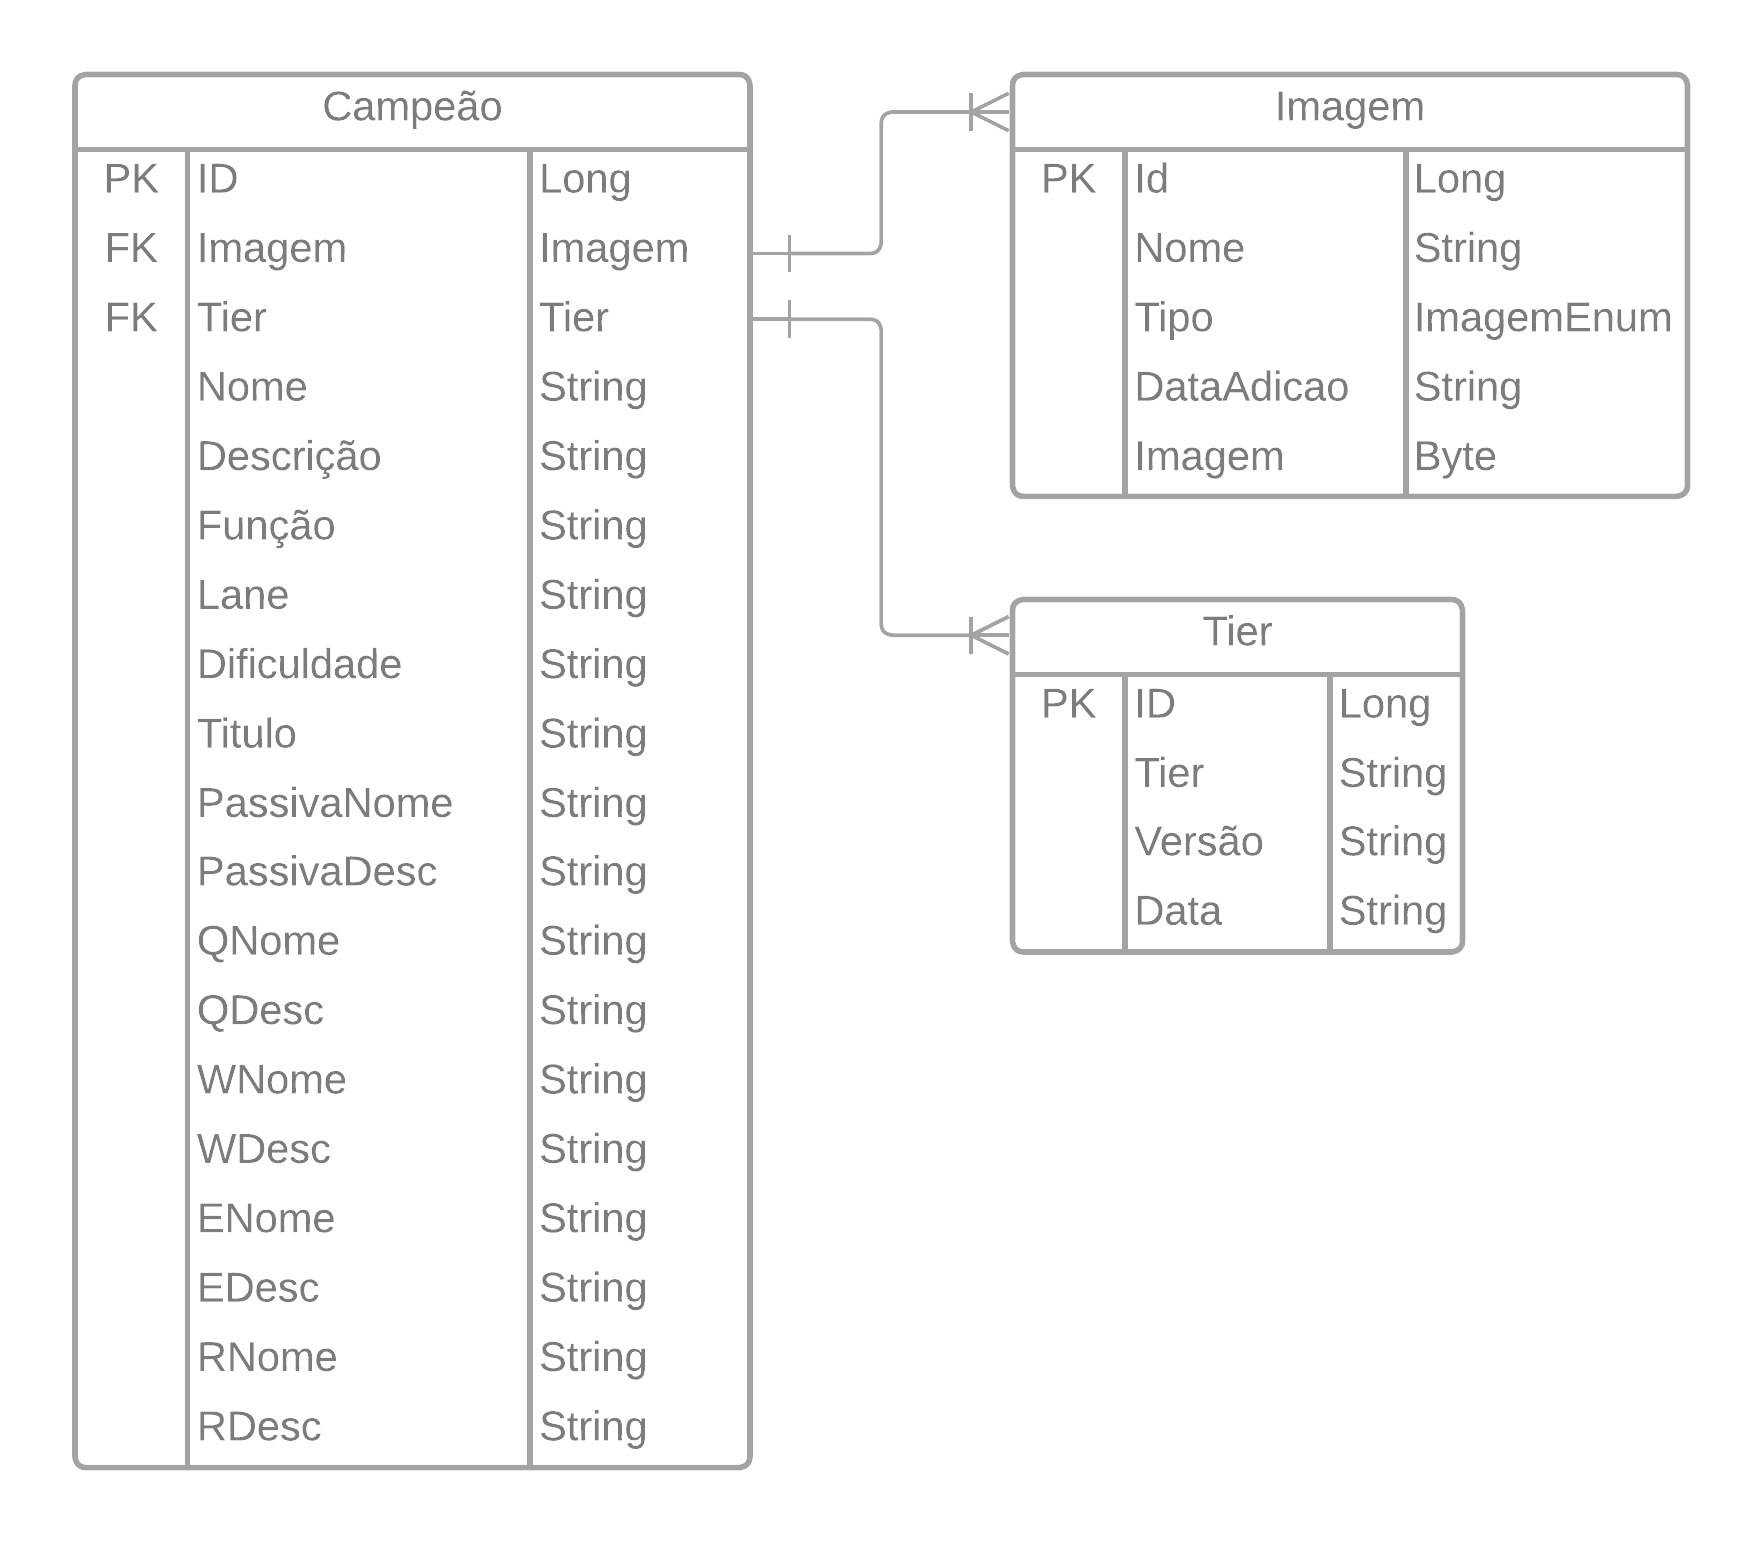 Campeão
PK ID Long
FK Imagem Imagem
FK Tier Tier
Nome String
Descrição String
Função String
Lane String
Dificuldade String
Titulo String
PassivaNome String
PassivaDesc String
QNome String
QDesc String
WNome String
WDesc String
ENome String
EDesc String
RNome String
RDesc String
Imagem
PK Id Long
Nome String
Tipo ImagemEnum
DataAdicao String
Imagem Byte
Tier
PK ID Long
Tier String
Versão String
Data String